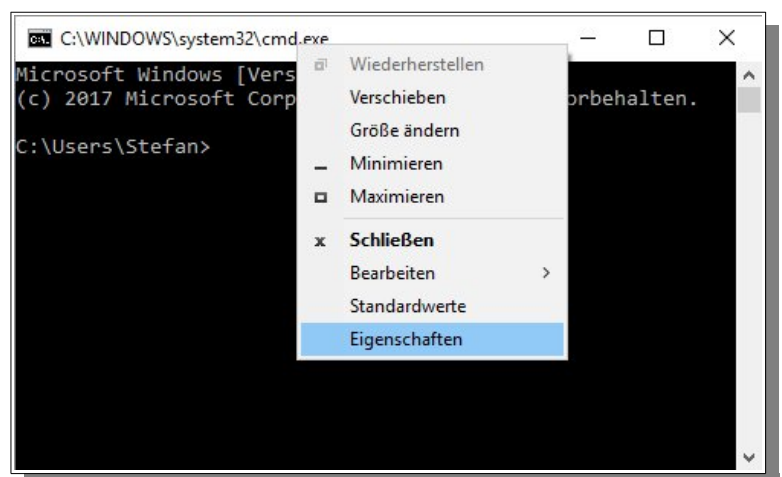 C:\WINDOWS\system32\cmd.exe
Microsoft Windows [Vers
(c) 2017 Microsoft Corp
orbehalten.
C:\Users\Stefan>
Wiederherstellen
Verschieben
Größe ändern
Minimieren
Maximieren
Schließen
Bearbeiten
Standardwerte
Eigenschaften